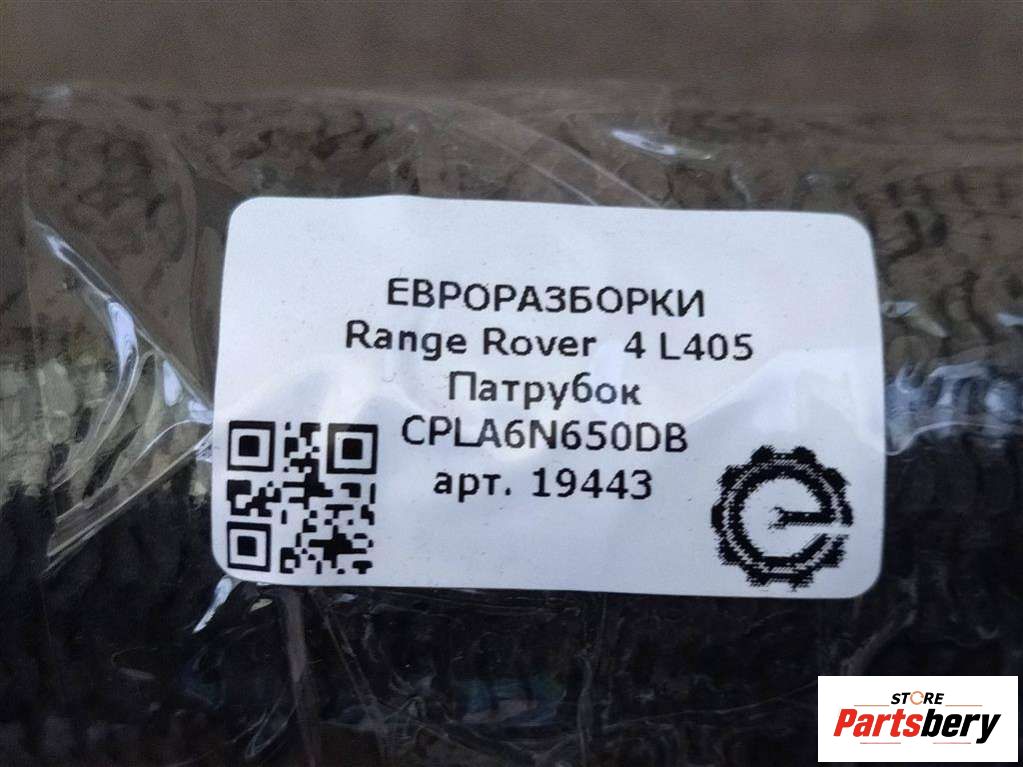 ЕВРОРАЗБОРКИ
Range Rover 4 L405
Патрубок
CPLA6N650DB
арт. 19443
STORE
Partsbery